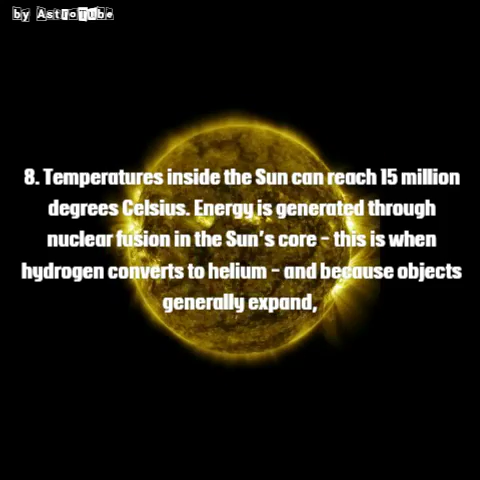 by AstroTube
8. Temperatures inside the Sun can reach 15 million
degrees Celsius. Energy is generated through
nuclear fusion in the Sun's core - this is when
hydrogen converts to helium - and because objects
generally expand,